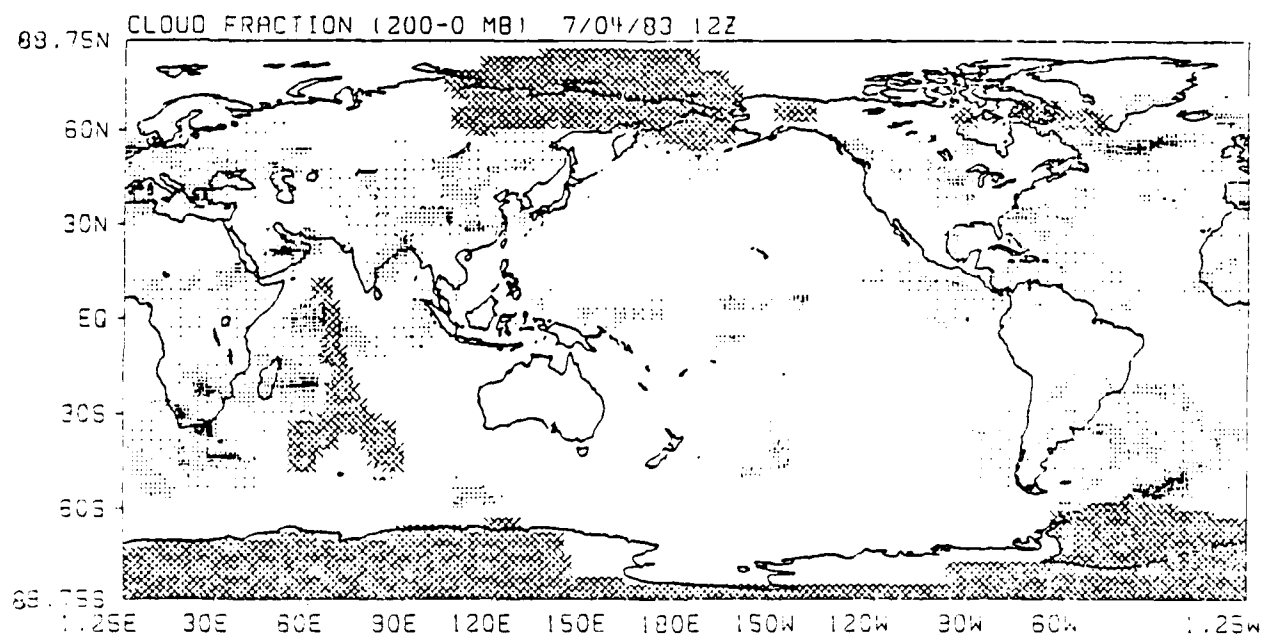 CLOUD FRACTION (200-0 MB) 7/04/83 12Z
88.75N
60N
30N
EQ
30S
60S
88.75S
1.25E 30E 60E 90E 120E 150E 180E 150W 120W 90W 60W 1.25W